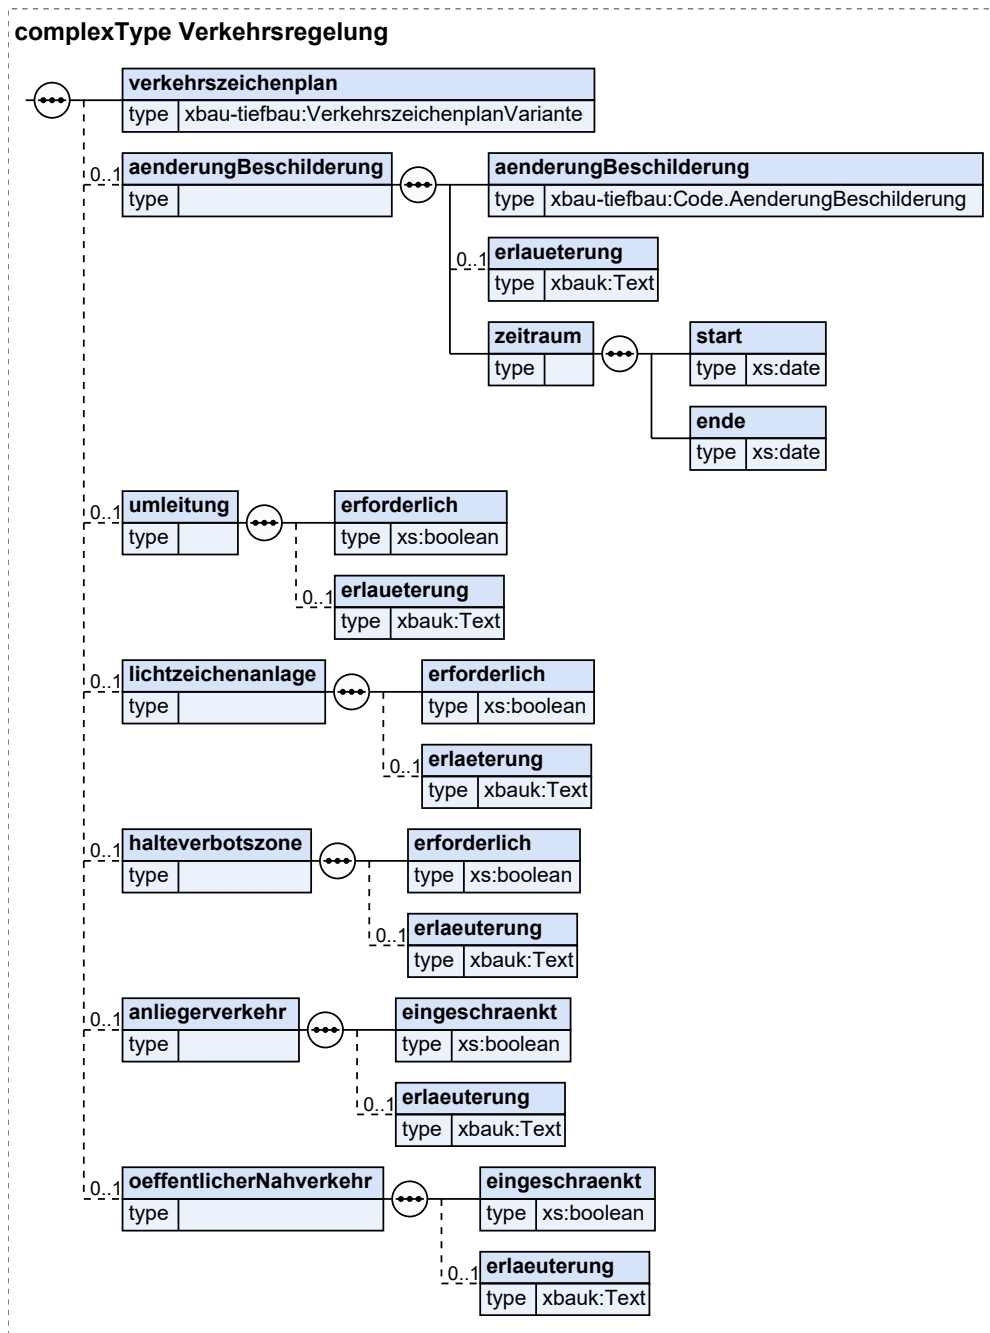 complexType Verkehrsregelung
verkehrszeichenplan
type xbau-tiefbau:VerkehrszeichenplanVariante
0..1 aenderungBeschilderung
type
aenderungBeschilderung
type xbau-tiefbau:Code.AenderungBeschilderung
0..1 erlaueterung
type xbauk:Text
zeitraum
type
start
type xs:date
ende
type xs:date
0..1 umleitung
type
erforderlich
type xs:boolean
0..1 erlaueterung
type xbauk:Text
0..1 lichtzeichenanlage
type
erforderlich
type xs:boolean
0..1 erlaeterung
type xbauk:Text
0..1 halteverbotszone
type
erforderlich
type xs:boolean
0..1 erlaeuterung
type xbauk:Text
0..1 anliegerverkehr
type
eingeschraenkt
type xs:boolean
0..1 erlaeuterung
type xbauk:Text
0..1 oeffentlicherNahverkehr
type
eingeschraenkt
type xs:boolean
0..1 erlaeuterung
type xbauk:Text